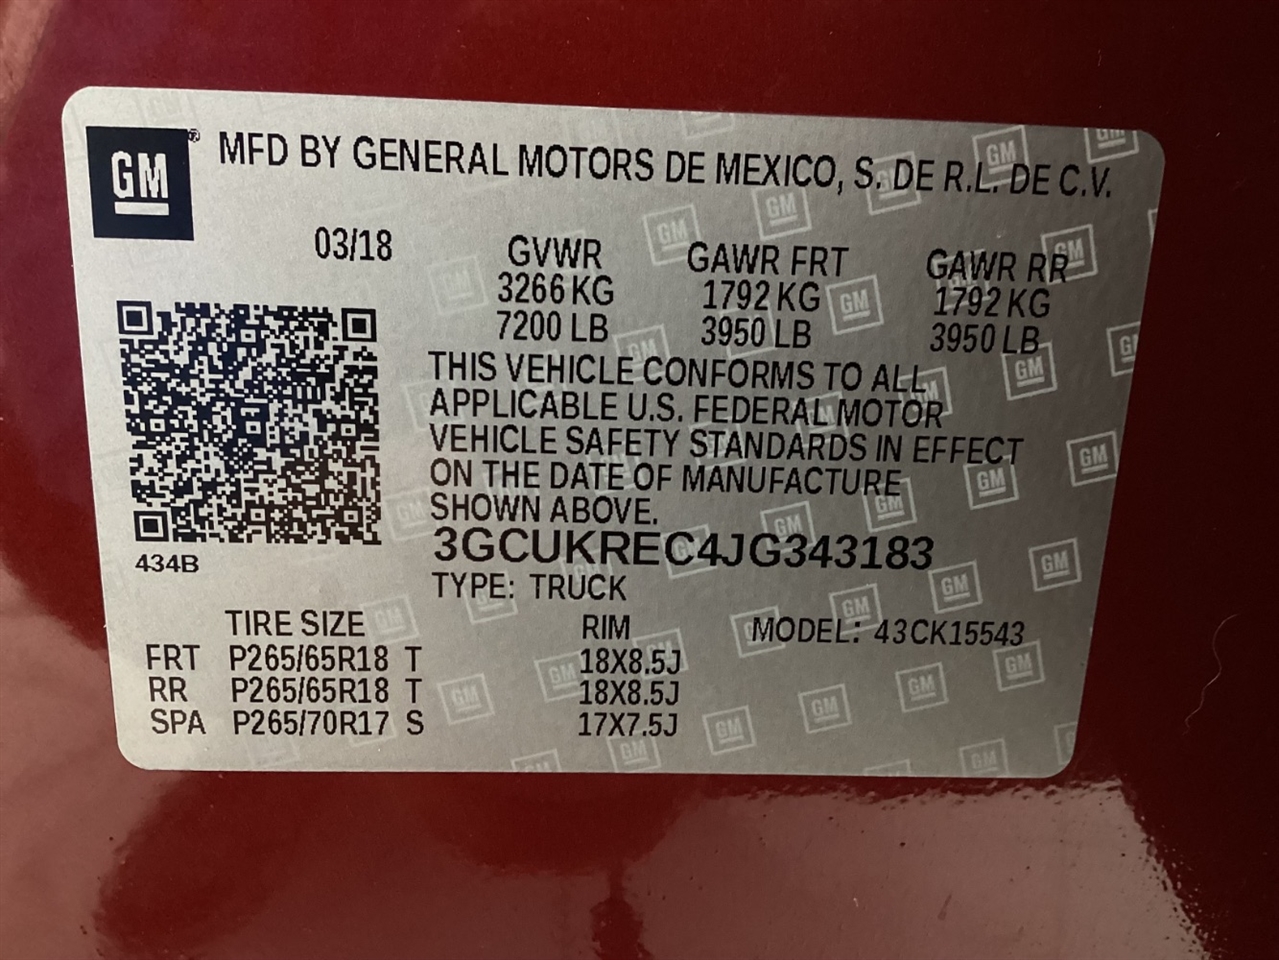 GM ® MFD BY GENERAL MOTORS DE MEXICO, S. DE R.L. DE C.V.
03/18 GVWR GAWR FRT GAWR RR
3266 KG 1792 KG 1792 KG
7200 LB 3950 LB 3950 LB
THIS VEHICLE CONFORMS TO ALL
APPLICABLE U.S. FEDERAL MOTOR
VEHICLE SAFETY STANDARDS IN EFFECT
ON THE DATE OF MANUFACTURE
SHOWN ABOVE.
3GCUKREC4JG343183
434B
TYPE: TRUCK
TIRE SIZE RIM MODEL: 43CK15543
FRT P265/65R18 T 18X8.5J
RR P265/65R18 T 18X8.5J
SPA P265/70R17 S 17X7.5J